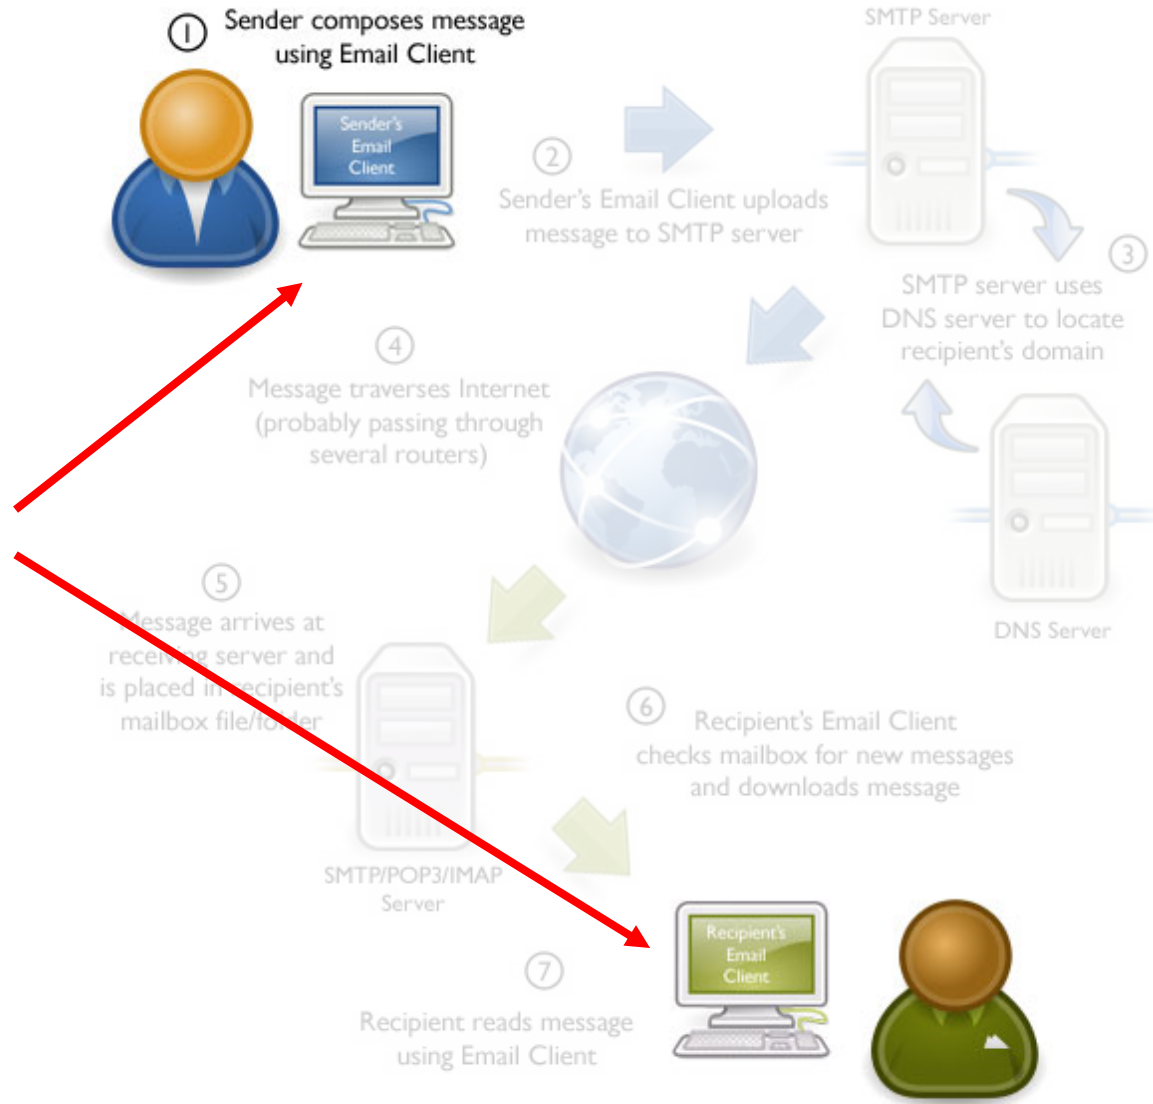 1
Sender composes message
using Email Client
Sender's
Email
Client
2
Sender's Email Client uploads
message to SMTP server
SMTP Server
3
SMTP server uses
DNS server to locate
recipient's domain
DNS Server
4
Message traverses Internet
(probably passing through
several routers)
5
Message arrives at
receiving server and
is placed in recipient's
mailbox file/folder
SMTP/POP3/IMAP
Server
6
Recipient's Email Client
checks mailbox for new messages
and downloads message
Recipient's
Email
Client
7
Recipient reads message
using Email Client